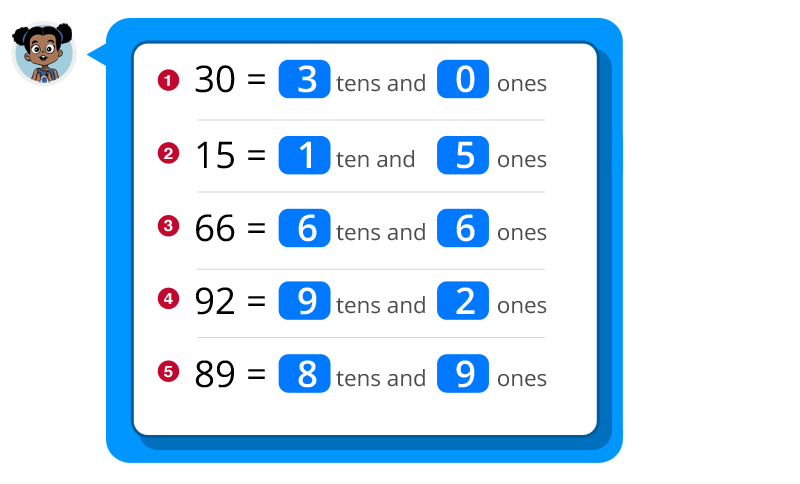 1 30 = 3 tens and 0 ones
2 15 = 1 ten and 5 ones
3 66 = 6 tens and 6 ones
4 92 = 9 tens and 2 ones
5 89 = 8 tens and 9 ones